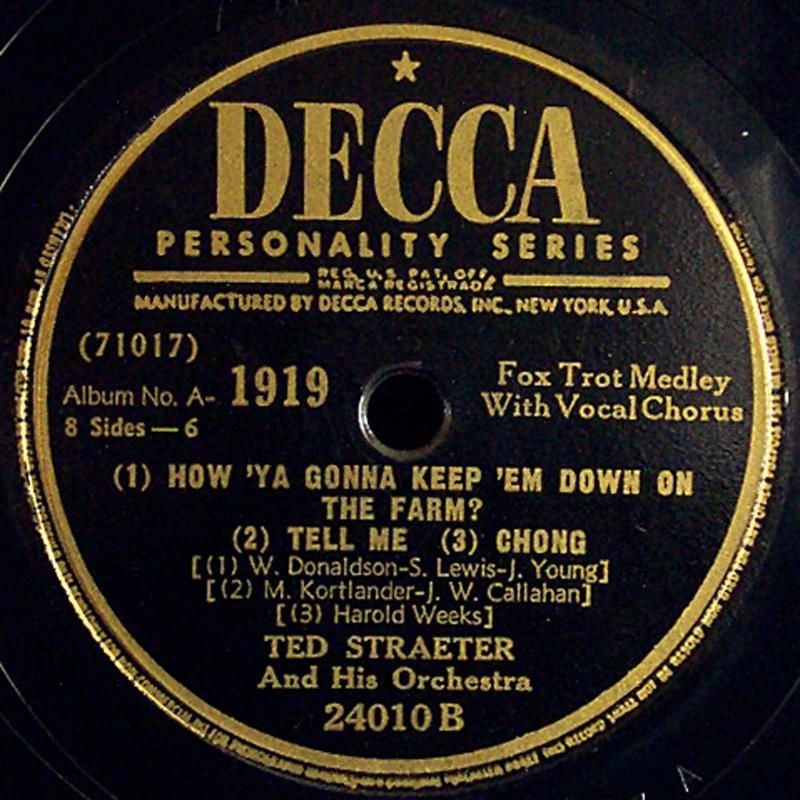 DECCA
PERSONALITY SERIES
REG. U.S. PAT. OFF.
MARCA REGISTRADA
MANUFACTURED BY DECCA RECORDS, INC., NEW YORK, U.S.A.
(71017)
Album No. A- 1919
8 Sides — 6
Fox Trot Medley
With Vocal Chorus
(1) HOW 'YA GONNA KEEP 'EM DOWN ON
THE FARM?
(2) TELL ME (3) CHONG
[(1) W. Donaldson-S. Lewis-J. Young]
[(2) M. Kortlander-J. W. Callahan]
[(3) Harold Weeks]
TED STRAETER
And His Orchestra
24010 B